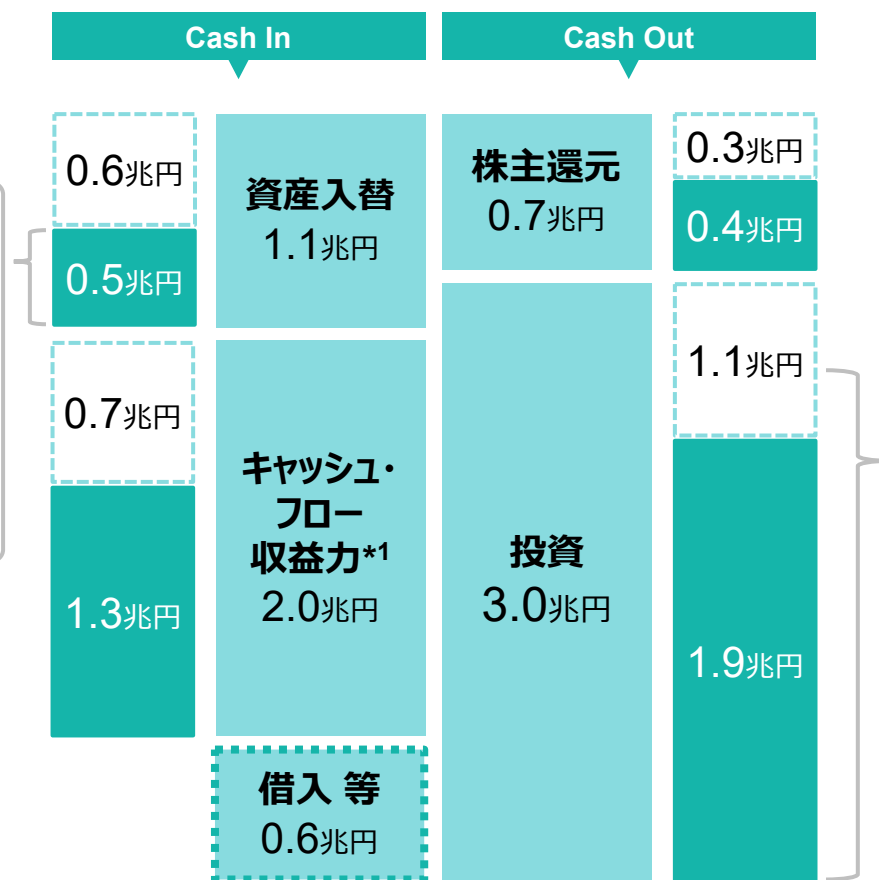 Cash In
Cash Out
0.6兆円
0.5兆円
資産入替
1.1兆円
株主還元
0.7兆円
0.3兆円
0.4兆円
0.7兆円
1.3兆円
キャッシュ・
フロー
収益力*1
2.0兆円
借入 等
0.6兆円
投資
3.0兆円
1.1兆円
1.9兆円